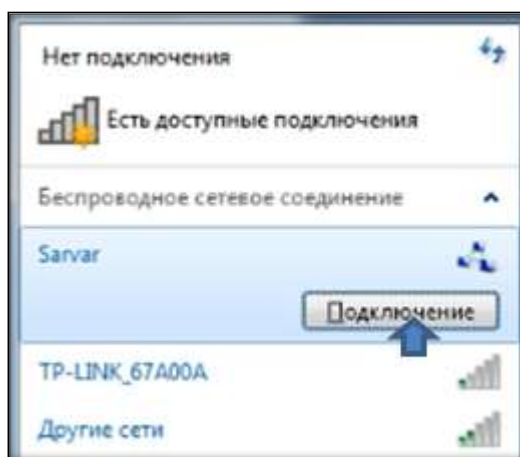 Нет подключения
Есть доступные подключения
Беспроводное сетевое соединение
Sarvar
Подключение
TP-LINK_67A00A
Другие сети